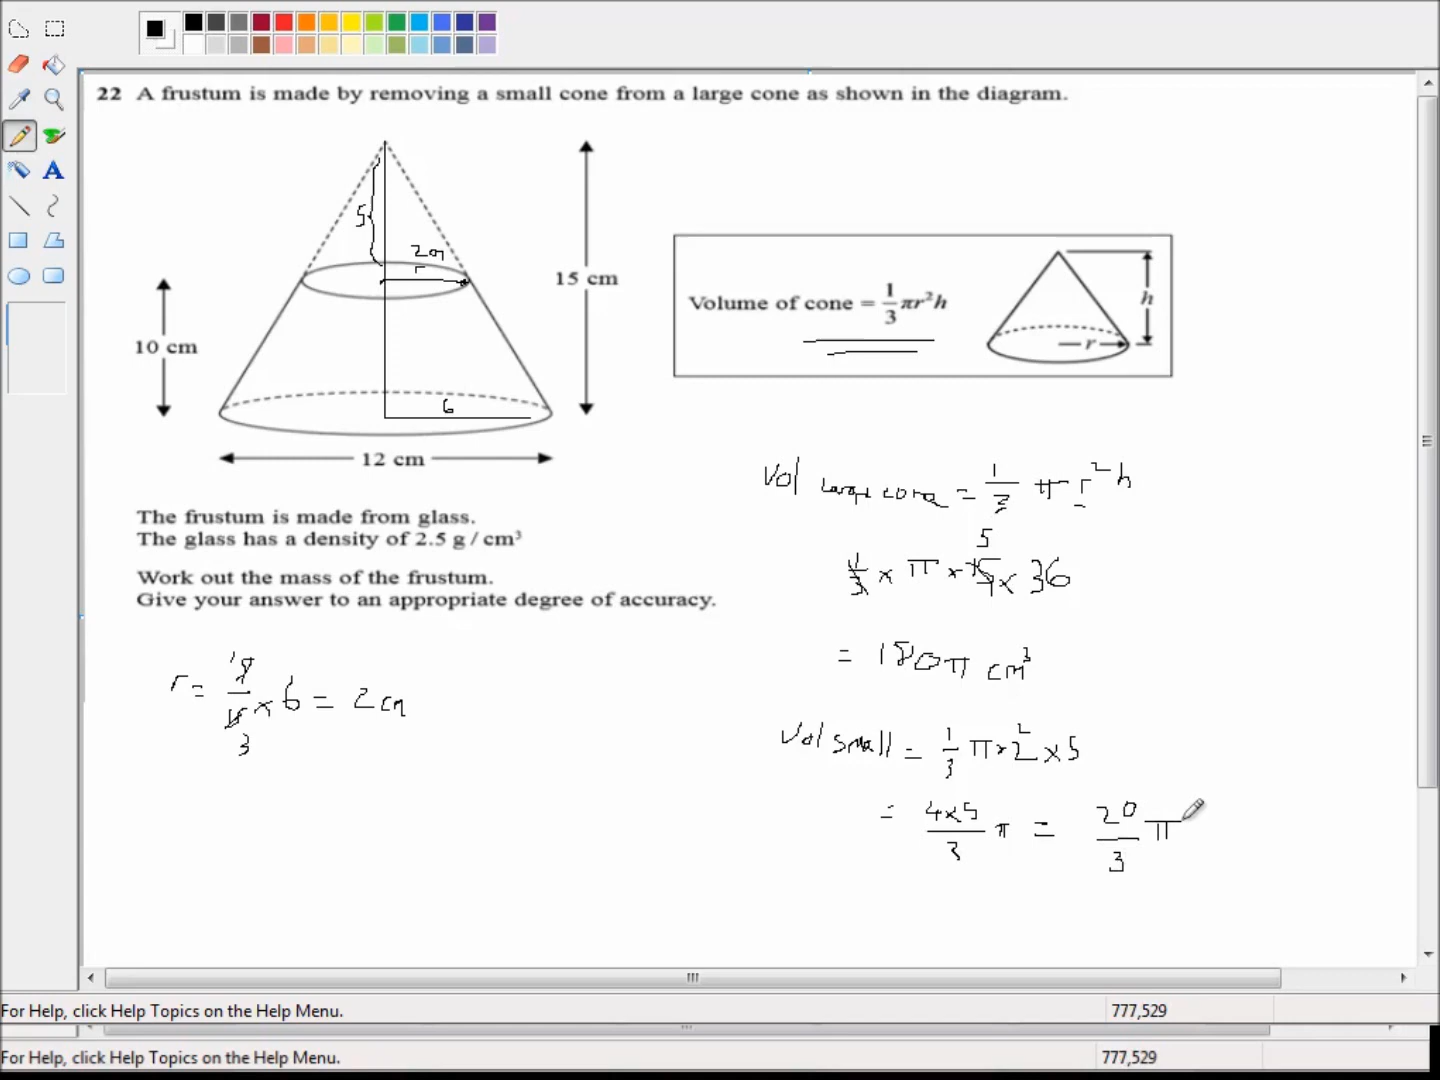 22 A frustum is made by removing a small cone from a large cone as shown in the diagram.
5
2cm
r
15 cm
10 cm
6
12 cm
Volume of cone = 1/3 πr²h
h
r
The frustum is made from glass.
The glass has a density of 2.5 g / cm³
Work out the mass of the frustum.
Give your answer to an appropriate degree of accuracy.
Vol large cone = 1/3 π r² h
5
1/3 × π × 15 × 36
= 180π cm³
r = 5/15 × 6 = 2cm
1
3
Vol small = 1/3 π × 2² × 5
= 4×5/3 π = 20/3 π
For Help, click Help Topics on the Help Menu.
777,529
For Help, click Help Topics on the Help Menu.
777,529